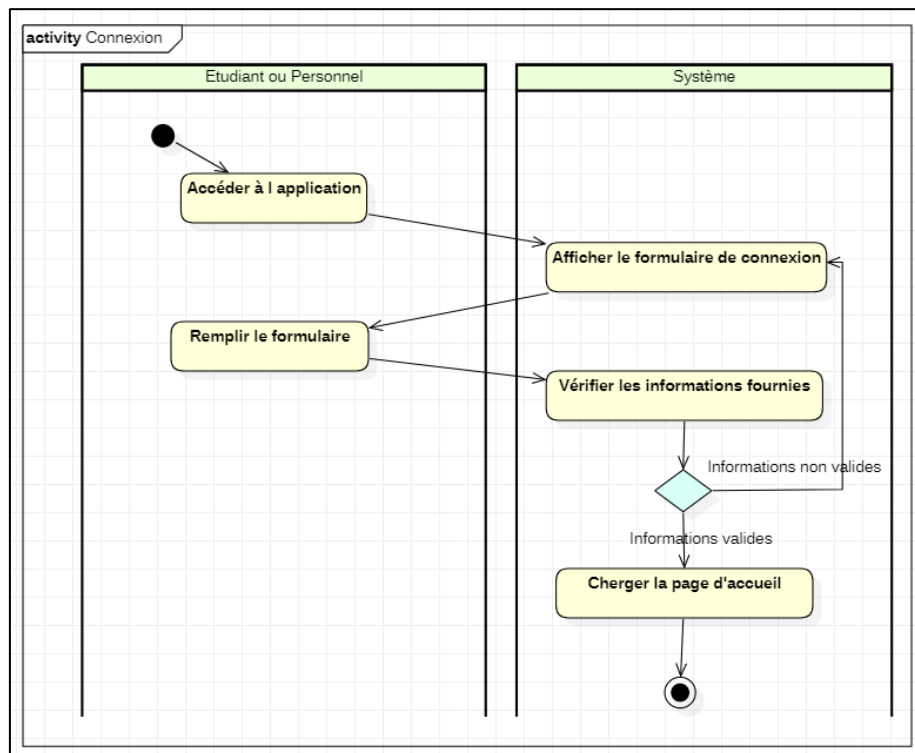 activity Connexion
Etudiant ou Personnel
Système
Accéder à l application
Afficher le formulaire de connexion
Remplir le formulaire
Vérifier les informations fournies
Informations non valides
Informations valides
Cherger la page d'accueil